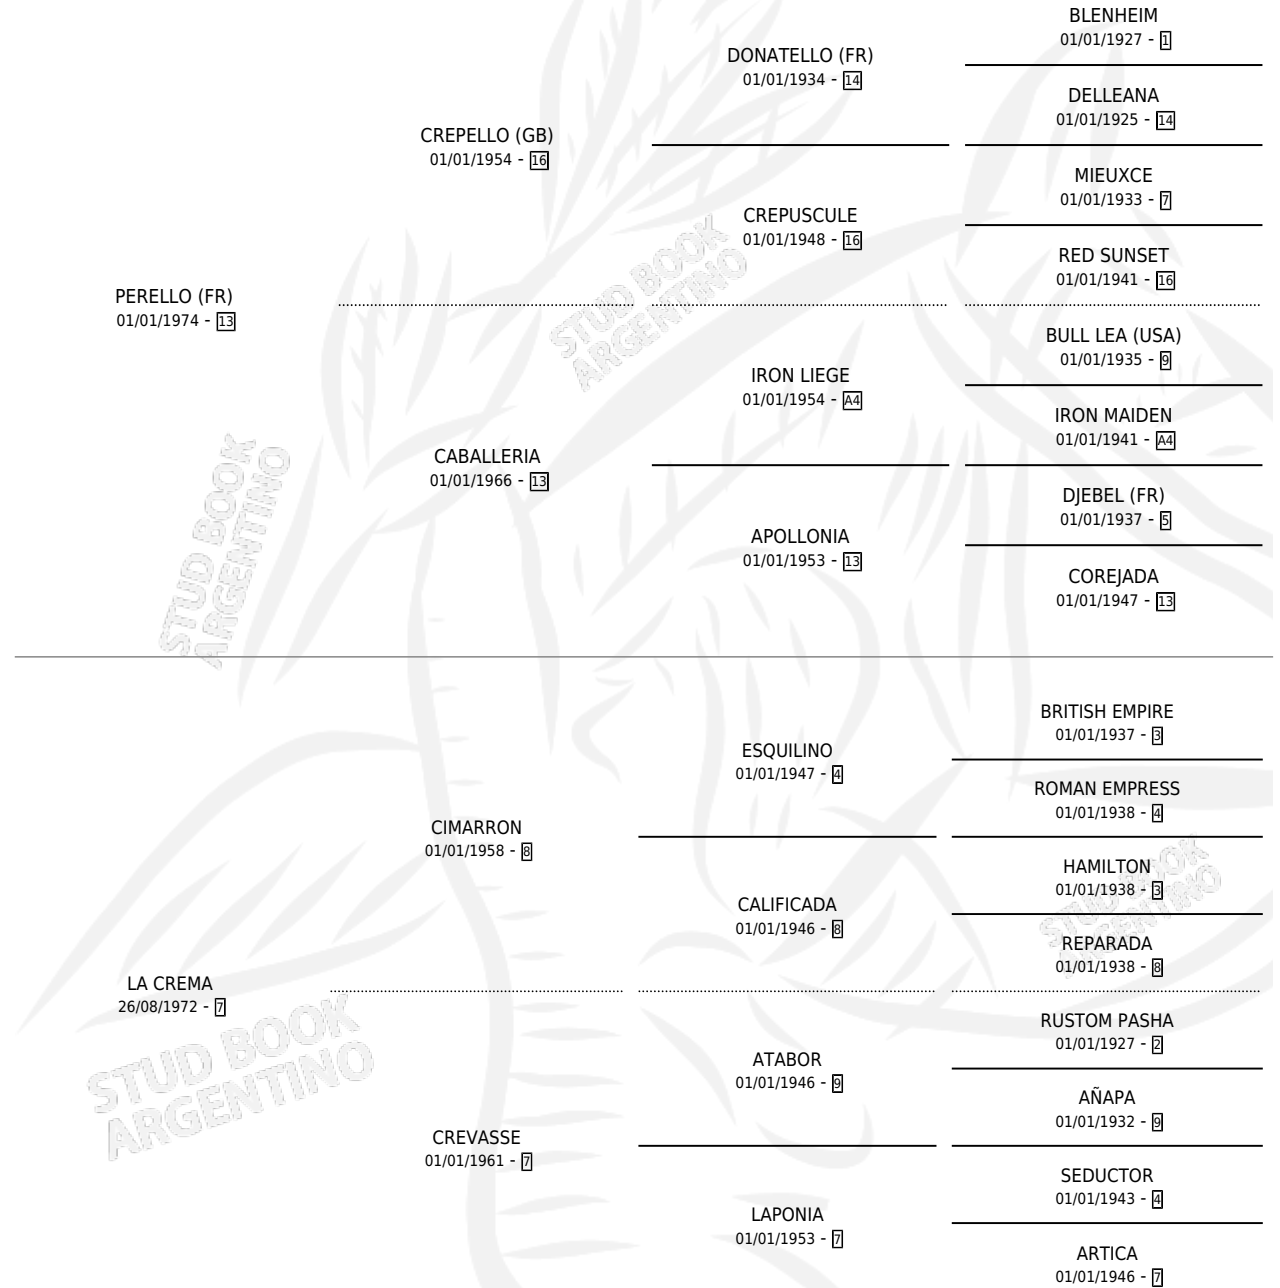 BLENHEIM
01/01/1927 - 1
DONATELLO (FR)
01/01/1934 - 14
DELLEANA
01/01/1925 - 14
CREPELLO (GB)
01/01/1954 - 16
MIEUXCE
01/01/1933 - 7
CREPUSCULE
01/01/1948 - 16
RED SUNSET
01/01/1941 - 16
PERELLO (FR)
01/01/1974 - 13
STUD BOOK
ARGENTINO
BULL LEA (USA)
01/01/1935 - 9
IRON LIEGE
01/01/1954 - A4
IRON MAIDEN
01/01/1941 - A4
CABALLERIA
01/01/1966 - 13
DJEBEL (FR)
01/01/1937 - 5
APOLLONIA
01/01/1953 - 13
COREJADA
01/01/1947 - 13
STUD BOOK
ARGENTINO
BRITISH EMPIRE
01/01/1937 - 3
ESQUILINO
01/01/1947 - 4
ROMAN EMPRESS
01/01/1938 - 4
CIMARRON
01/01/1958 - 8
HAMILTON
01/01/1938 - 3
CALIFICADA
01/01/1946 - 8
STUD BOOK
ARGENTINO
REPARADA
01/01/1938 - 8
LA CREMA
26/08/1972 - 7
RUSTOM PASHA
01/01/1927 - 2
ATABOR
01/01/1946 - 9
AÑAPA
01/01/1932 - 9
STUD BOOK
ARGENTINO
CREVASSE
01/01/1961 - 7
SEDUCTOR
01/01/1943 - 4
LAPONIA
01/01/1953 - 7
ARTICA
01/01/1946 - 7